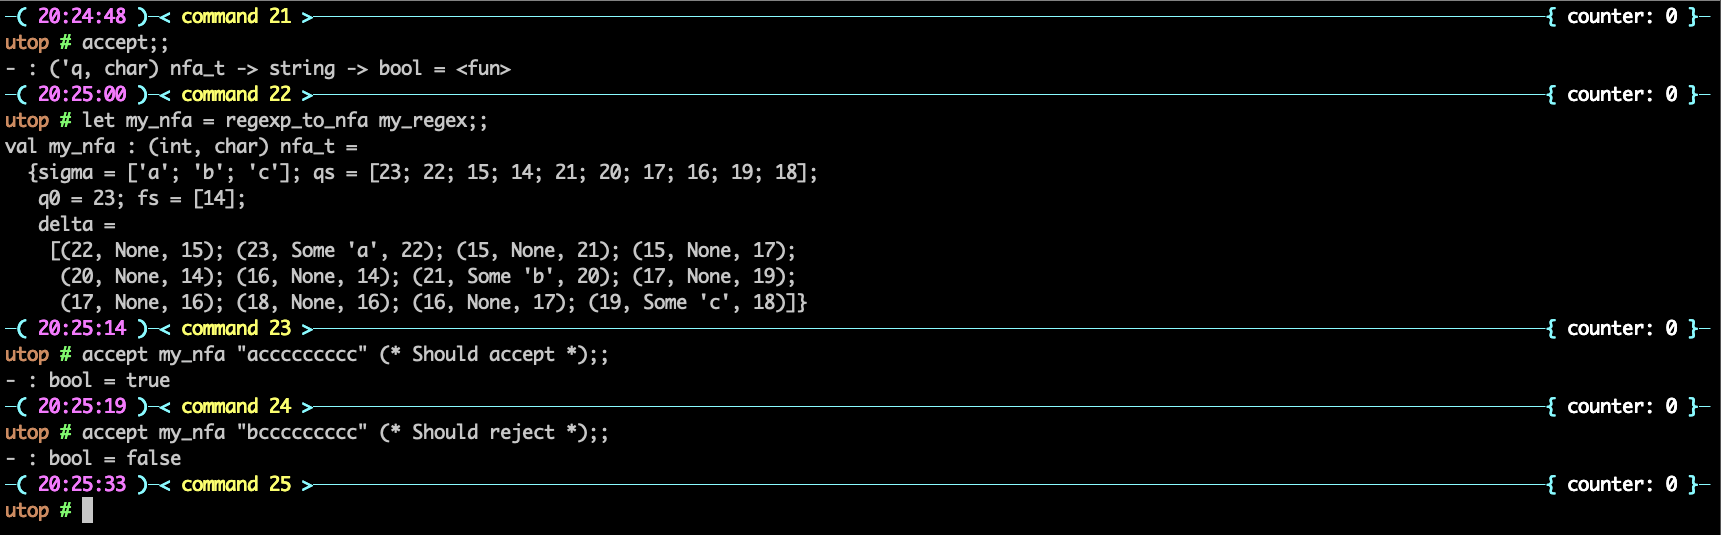 ─( 20:24:48 )─< command 21 >─{ counter: 0 }─
utop # accept;;
- : ('q, char) nfa_t -> string -> bool = <fun>
─( 20:25:00 )─< command 22 >─{ counter: 0 }─
utop # let my_nfa = regexp_to_nfa my_regex;;
val my_nfa : (int, char) nfa_t =
  {sigma = ['a'; 'b'; 'c']; qs = [23; 22; 15; 14; 21; 20; 17; 16; 19; 18];
   q0 = 23; fs = [14];
   delta =
    [(22, None, 15); (23, Some 'a', 22); (15, None, 21); (15, None, 17);
     (20, None, 14); (16, None, 14); (21, Some 'b', 20); (17, None, 19);
     (17, None, 16); (18, None, 16); (16, None, 17); (19, Some 'c', 18)]}
─( 20:25:14 )─< command 23 >─{ counter: 0 }─
utop # accept my_nfa "accccccccc" (* Should accept *);;
- : bool = true
─( 20:25:19 )─< command 24 >─{ counter: 0 }─
utop # accept my_nfa "bccccccccc" (* Should reject *);;
- : bool = false
─( 20:25:33 )─< command 25 >─{ counter: 0 }─
utop #